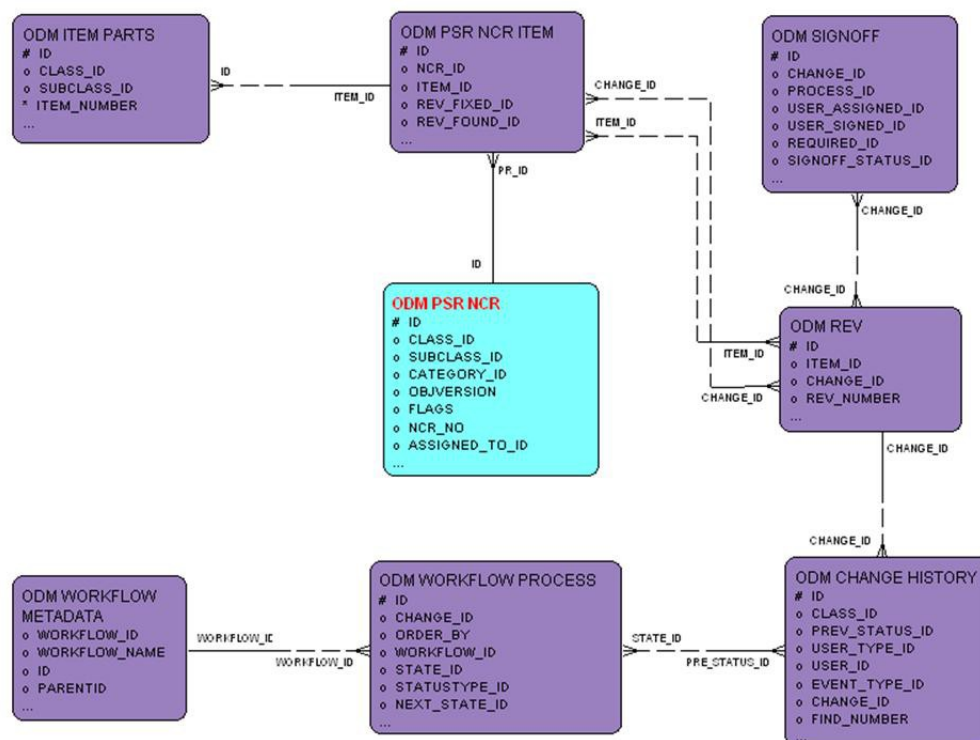 ODM ITEM PARTS
# ID
o CLASS_ID
o SUBCLASS_ID
* ITEM_NUMBER
...
ID
ITEM_ID
ODM PSR NCR ITEM
# ID
o NCR_ID
o ITEM_ID
o REV_FIXED_ID
o REV_FOUND_ID
...
CHANGE_ID
ITEM_ID
PR_ID
ID
ODM SIGNOFF
# ID
o CHANGE_ID
o PROCESS_ID
o USER_ASSIGNED_ID
o USER_SIGNED_ID
o REQUIRED_ID
o SIGNOFF_STATUS_ID
...
CHANGE_ID
CHANGE_ID
ODM PSR NCR
# ID
o CLASS_ID
o SUBCLASS_ID
o CATEGORY_ID
o OBJVERSION
o FLAGS
o NCR_NO
o ASSIGNED_TO_ID
...
ITEM_ID
CHANGE_ID
ODM REV
# ID
o ITEM_ID
o CHANGE_ID
o REV_NUMBER
...
CHANGE_ID
CHANGE_ID
ODM WORKFLOW
METADATA
o WORKFLOW_ID
o WORKFLOW_NAME
o ID
o PARENTID
...
WORKFLOW_ID
WORKFLOW_ID
ODM WORKFLOW PROCESS
# ID
o CHANGE_ID
o ORDER_BY
o WORKFLOW_ID
o STATE_ID
o STATUSTYPE_ID
o NEXT_STATE_ID
...
STATE_ID
PRE_STATUS_ID
ODM CHANGE HISTORY
# ID
o CLASS_ID
o PREV_STATUS_ID
o USER_TYPE_ID
o USER_ID
o EVENT_TYPE_ID
o CHANGE_ID
o FIND_NUMBER
...